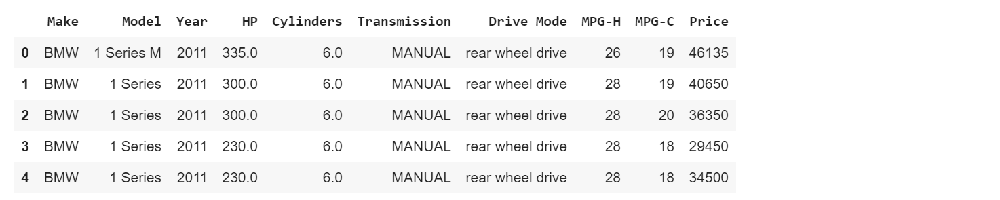 Make Model Year HP Cylinders Transmission Drive Mode MPG-H MPG-C Price
0 BMW 1 Series M 2011 335.0 6.0 MANUAL rear wheel drive 26 19 46135
1 BMW 1 Series 2011 300.0 6.0 MANUAL rear wheel drive 28 19 40650
2 BMW 1 Series 2011 300.0 6.0 MANUAL rear wheel drive 28 20 36350
3 BMW 1 Series 2011 230.0 6.0 MANUAL rear wheel drive 28 18 29450
4 BMW 1 Series 2011 230.0 6.0 MANUAL rear wheel drive 28 18 34500